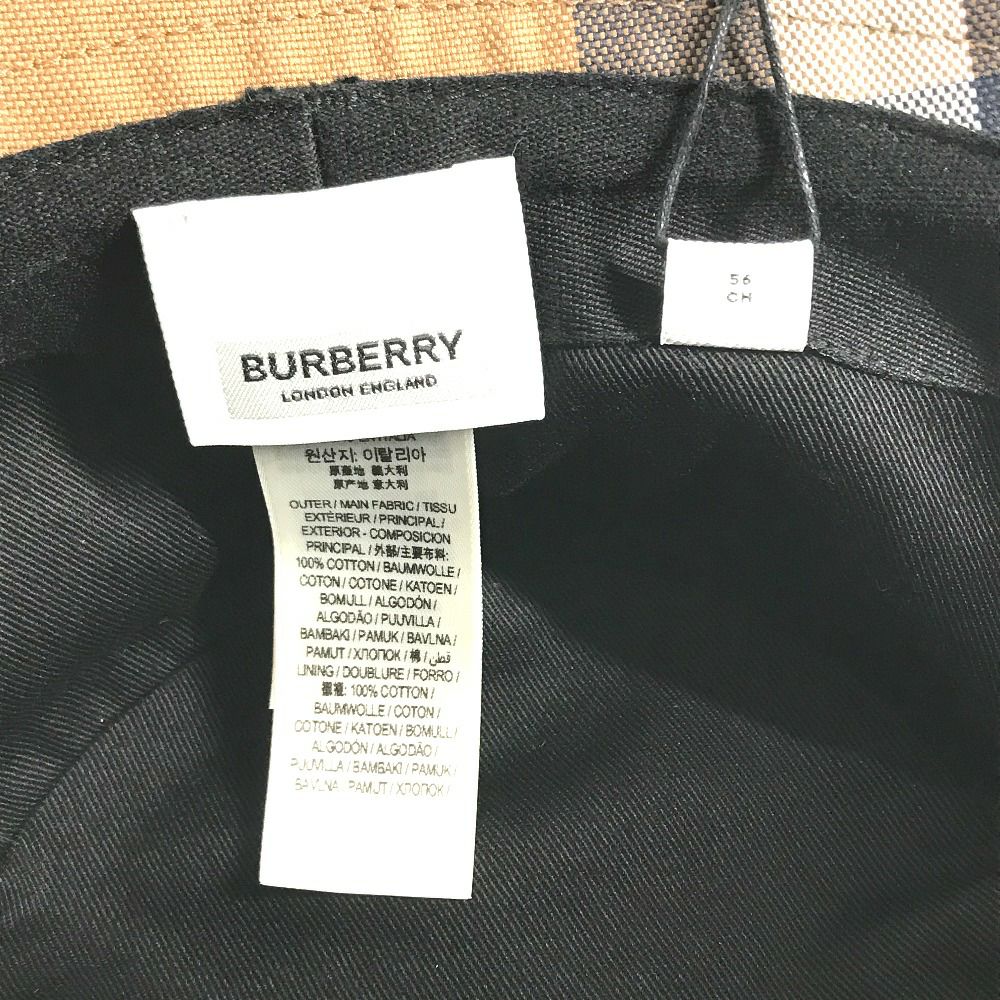 BURBERRY
LONDON ENGLAND
56
CH
원산지: 이탈리아
原産地 義大利
原产地 意大利
OUTER / MAIN FABRIC / TISSU
EXTÉRIEUR / PRINCIPAL /
EXTERIOR - COMPOSICION
PRINCIPAL / 外部/主要布料:
100% COTTON / BAUMWOLLE /
COTON / COTONE / KATOEN /
BOMULL / ALGODÓN /
ALGODÃO / PUUVILLA /
BAMBAKI / PAMUK / BAVLNA /
PAMUT / ХЛОПОК / 棉 / قطن /
LINING / DOUBLURE / FORRO /
裡襯: 100% COTTON /
BAUMWOLLE / COTON /
COTONE / KATOEN / BOMULL /
ALGODÓN / ALGODÃO /
PUUVILLA / BAMBAKI / PAMUK /
BAVLNA / PAMUT / ХЛОПОК /